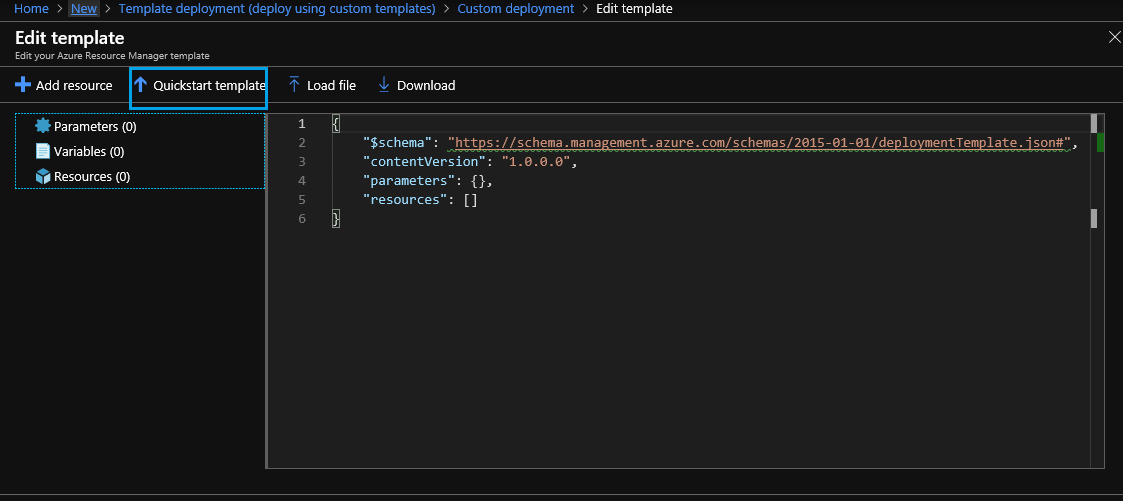 Home > New > Template deployment (deploy using custom templates) > Custom deployment > Edit template
Edit template
Edit your Azure Resource Manager template
Add resource Quickstart template Load file Download
Parameters (0)
Variables (0)
Resources (0)
1 {
2 "$schema": "https://schema.management.azure.com/schemas/2015-01-01/deploymentTemplate.json#",
3 "contentVersion": "1.0.0.0",
4 "parameters": {},
5 "resources": []
6 }